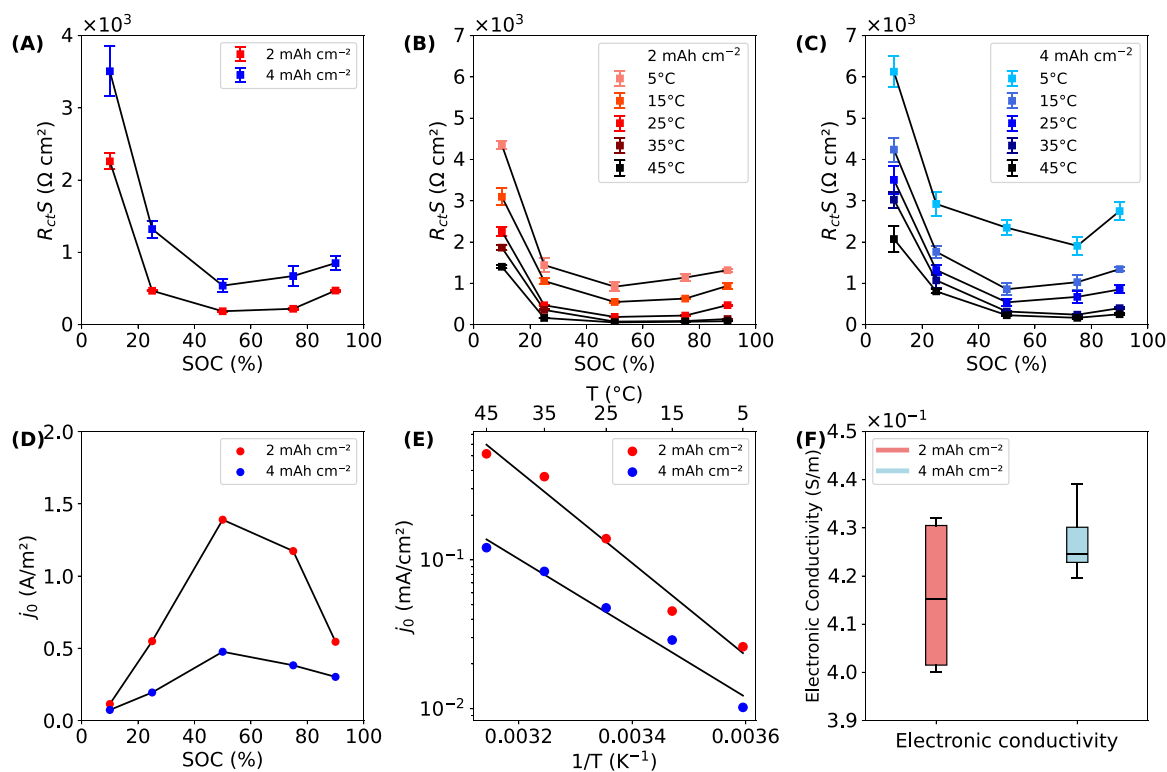 (A)
×10³
4
3
2
1
0
0 20 40 60 80 100
R_ctS (Ω cm²)
SOC (%)
2 mAh cm⁻²
4 mAh cm⁻²
(B)
×10³
7
6
5
4
3
2
1
0
0 20 40 60 80 100
R_ctS (Ω cm²)
SOC (%)
2 mAh cm⁻²
5°C
15°C
25°C
35°C
45°C
(C)
×10³
7
6
5
4
3
2
1
0
0 20 40 60 80 100
R_ctS (Ω cm²)
SOC (%)
4 mAh cm⁻²
5°C
15°C
25°C
35°C
45°C
(D)
2.0
1.5
1.0
0.5
0.0
0 20 40 60 80 100
j₀ (A/m²)
SOC (%)
2 mAh cm⁻²
4 mAh cm⁻²
(E)
T (°C)
45 35 25 15 5
10⁻¹
10⁻²
j₀ (mA/cm²)
0.0032 0.0034 0.0036
1/T (K⁻¹)
2 mAh cm⁻²
4 mAh cm⁻²
(F)
×10⁻¹
4.5
4.4
4.3
4.2
4.1
4.0
3.9
Electronic Conductivity (S/m)
2 mAh cm⁻²
4 mAh cm⁻²
Electronic conductivity